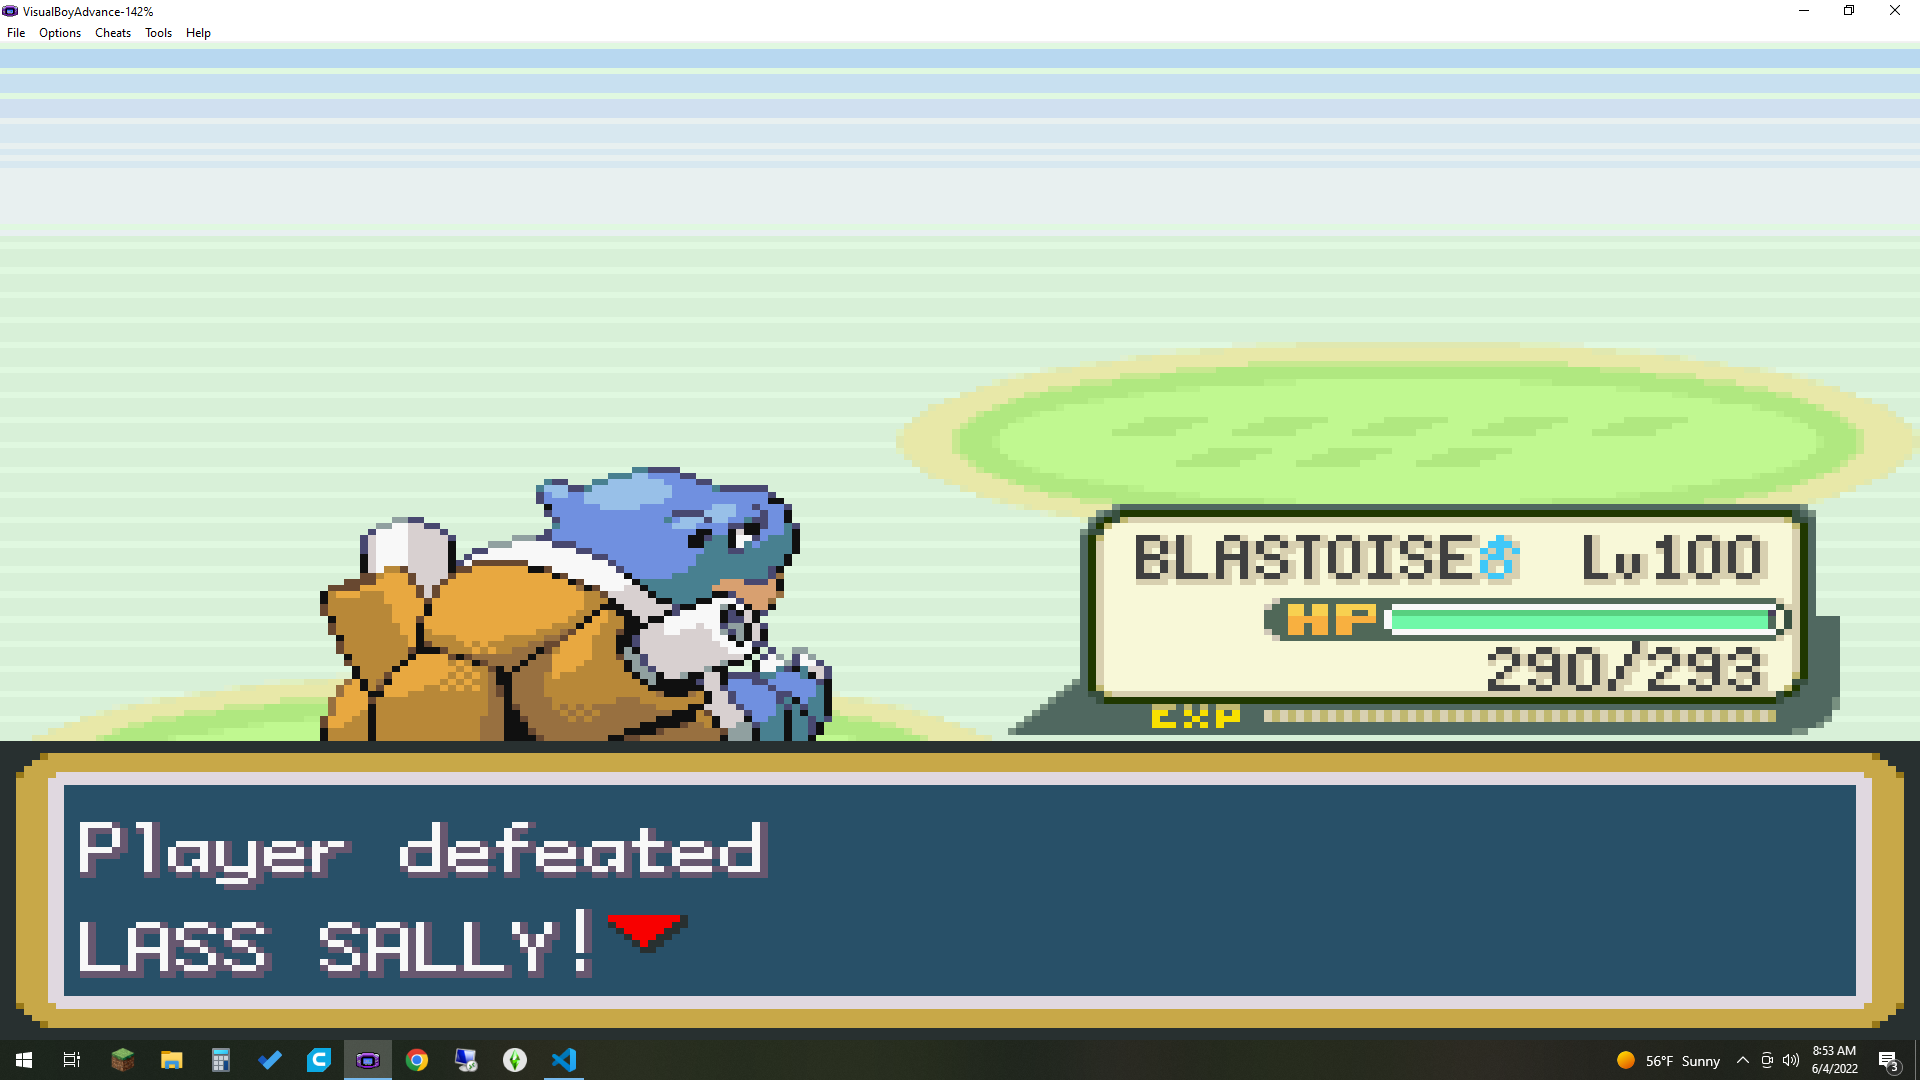 VisualBoyAdvance-142%
File Options Cheats Tools Help
BLASTOISE♂ Lv100
HP
290/293
EXP
Player defeated
LASS SALLY!
56°F Sunny
8:53 AM
6/4/2022
3